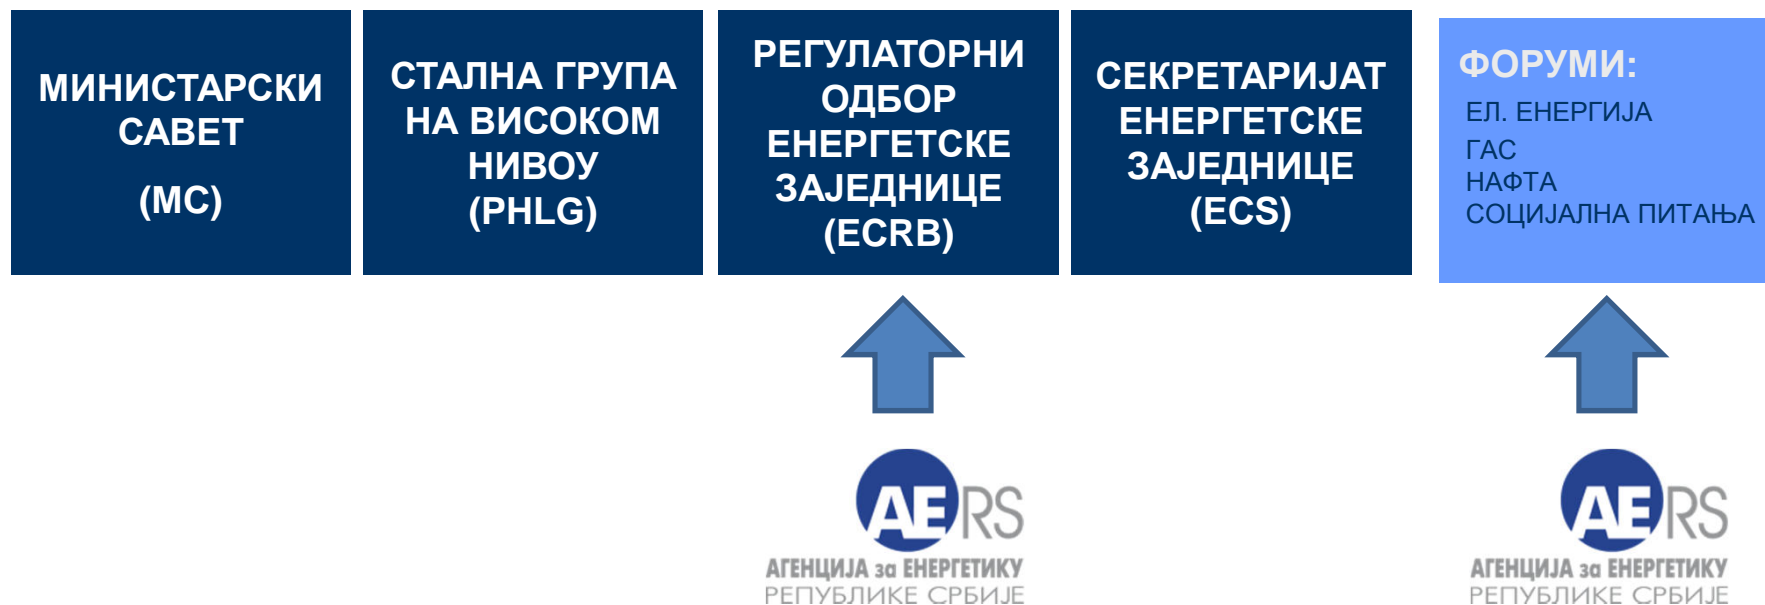 МИНИСТАРСКИ
САВЕТ
(МС)
СТАЛНА ГРУПА
НА ВИСОКОМ
НИВОУ
(PHLG)
РЕГУЛАТОРНИ
ОДБОР
ЕНЕРГЕТСКЕ
ЗАЈЕДНИЦЕ
(ECRB)
СЕКРЕТАРИЈАТ
ЕНЕРГЕТСКЕ
ЗАЈЕДНИЦЕ
(ECS)
ФОРУМИ:
ЕЛ. ЕНЕРГИЈА
ГАС
НАФТА
СОЦИЈАЛНА ПИТАЊА
AERS
АГЕНЦИЈА за ЕНЕРГЕТИКУ
РЕПУБЛИКЕ СРБИЈЕ
AERS
АГЕНЦИЈА за ЕНЕРГЕТИКУ
РЕПУБЛИКЕ СРБИЈЕ